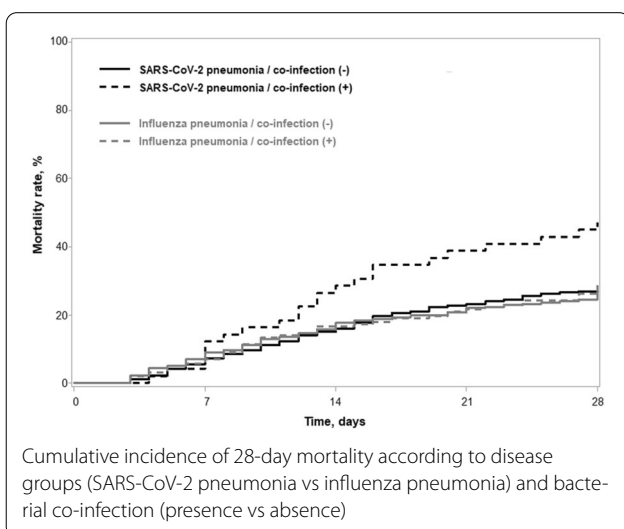 100
80
60
40
20
0
Mortality rate, %
SARS-CoV-2 pneumonia / co-infection (-)
SARS-CoV-2 pneumonia / co-infection (+)
Influenza pneumonia / co-infection (-)
Influenza pneumonia / co-infection (+)
0 7 14 21 28
Time, days
Cumulative incidence of 28-day mortality according to disease
groups (SARS-CoV-2 pneumonia vs influenza pneumonia) and bacte-
rial co-infection (presence vs absence)